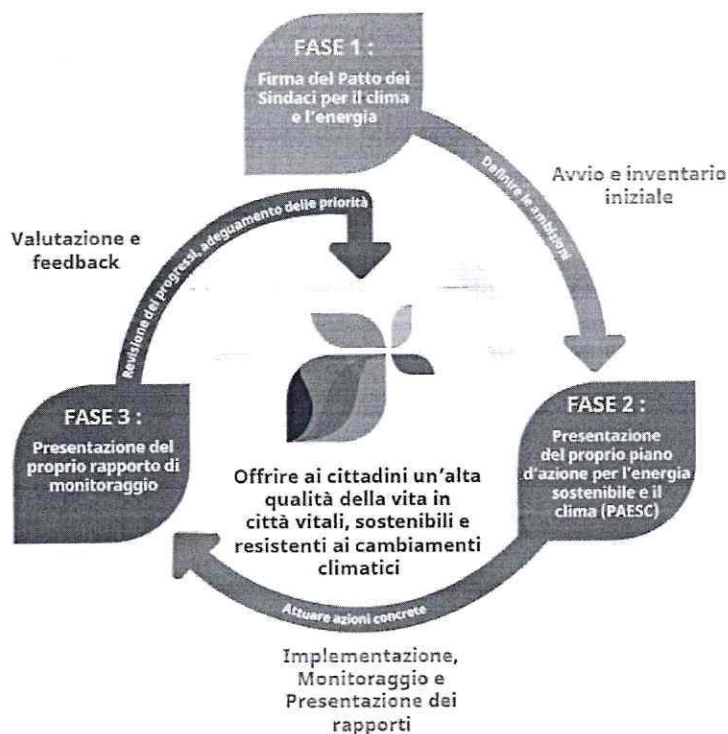 FASE 1 :
Firma del Patto dei
Sindaci per il clima
e l'energia
Definire le ambizioni
Avvio e inventario
iniziale
FASE 2 :
Presentazione
del proprio piano
d'azione per l'energia
sostenibile e il
clima (PAESC)
Attuare azioni concrete
Implementazione,
Monitoraggio e
Presentazione dei
rapporti
FASE 3 :
Presentazione del
proprio rapporto di
monitoraggio
Revisione dei progressi, adeguamento delle priorità
Valutazione e
feedback
Offrire ai cittadini un'alta
qualità della vita in
città vitali, sostenibili e
resistenti ai cambiamenti
climatici